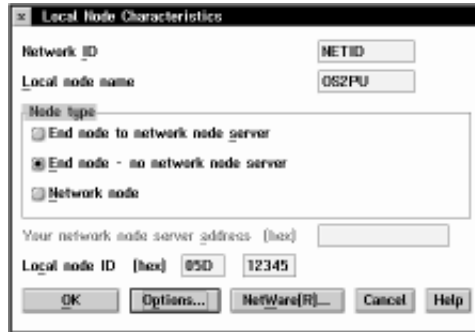 Local Node Characteristics
Network ID NETID
Local node name OS2PU
Node type
End node to network node server
End node - no network node server
Network node
Your network node server address (hex)
Local node ID (hex) 05D 12345
OK Options... NetWare(R)... Cancel Help